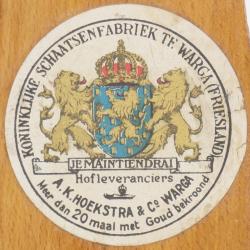 KONINKLIJKE SCHAATSENFABRIEK TE WARGA (FRIESLAND)
JE MAINTIENDRAI
Hofleveranciers
A.K. HOEKSTRA & Co WARGA
Meer dan 20 maal met Goud bekroond